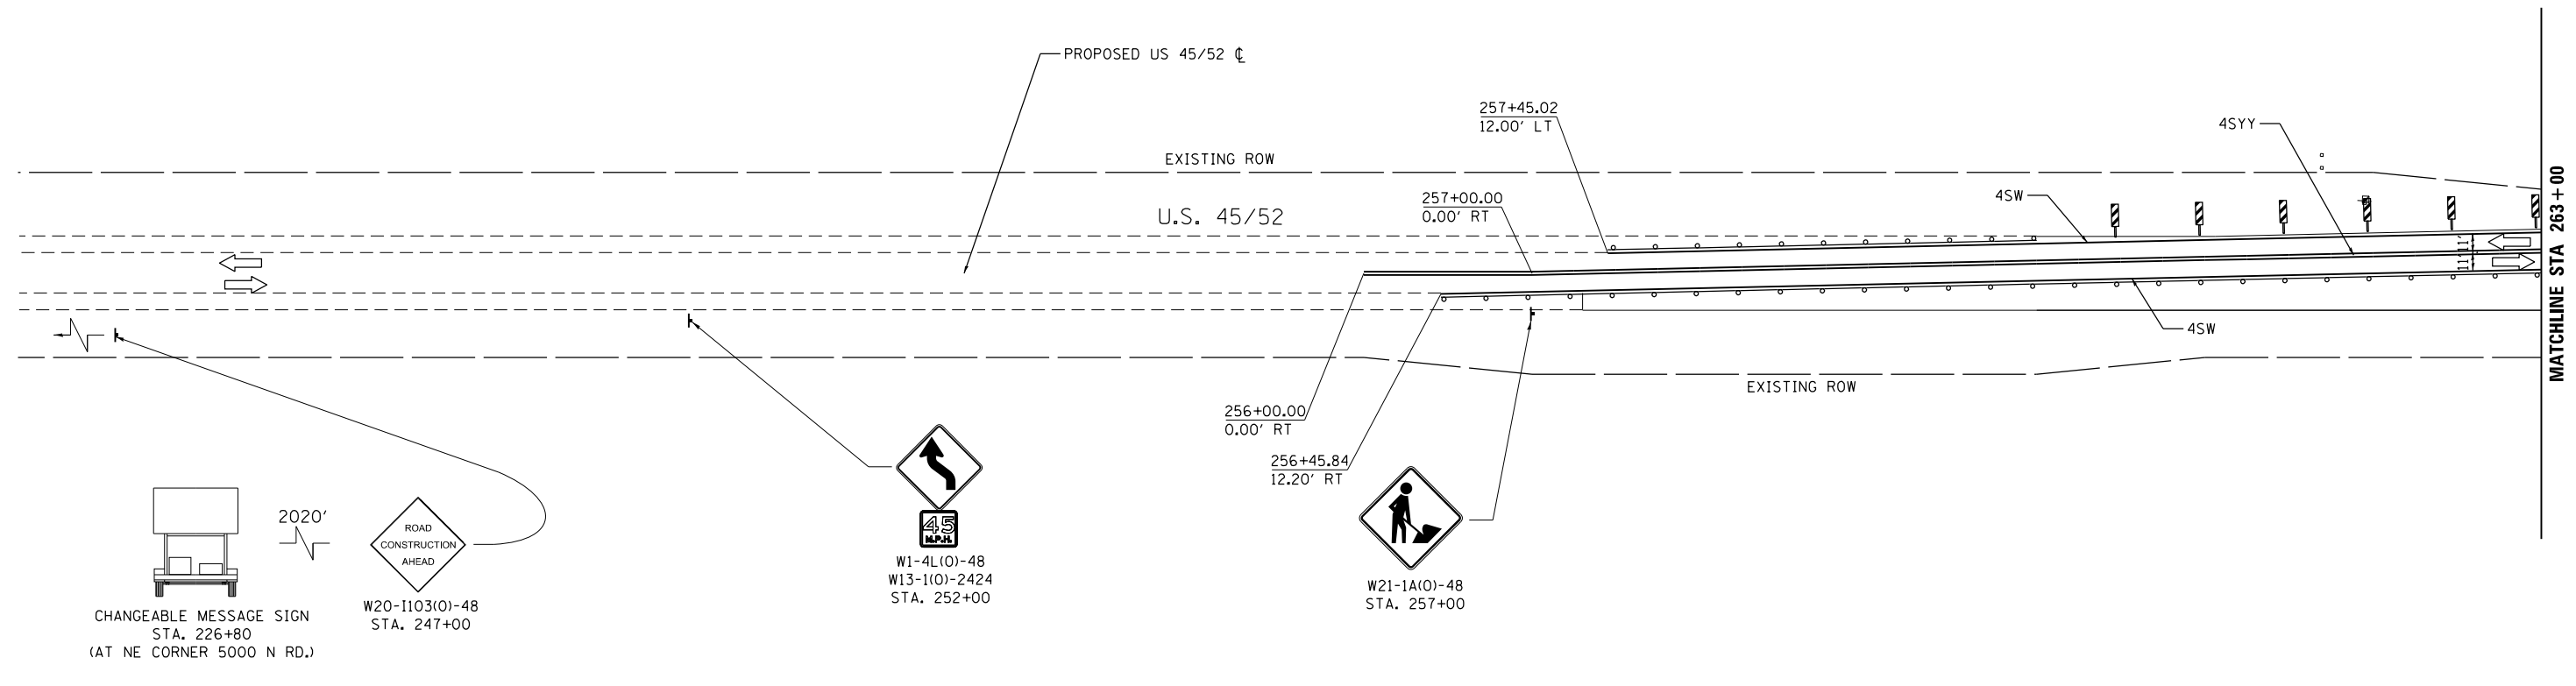 PROPOSED US 45/52 ℄
257+45.02
12.00' LT
4SYY
EXISTING ROW
257+00.00
0.00' RT
4SW
U.S. 45/52
11'
11'
MATCHLINE STA 263+00
4SW
EXISTING ROW
256+00.00
0.00' RT
256+45.84
12.20' RT
2020'
ROAD
CONSTRUCTION
AHEAD
W20-I103(O)-48
STA. 247+00
CHANGEABLE MESSAGE SIGN
STA. 226+80
(AT NE CORNER 5000 N RD.)
45
M.P.H.
W1-4L(O)-48
W13-1(O)-2424
STA. 252+00
W21-1A(O)-48
STA. 257+00